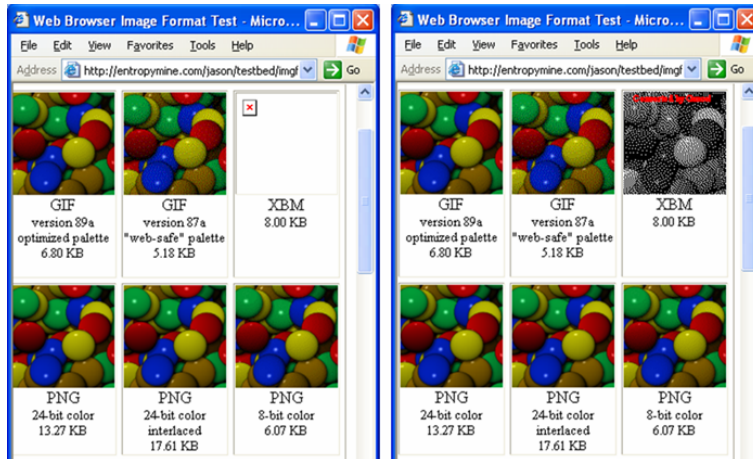 Web Browser Image Format Test - Micro...
File Edit View Favorites Tools Help
Address http://entropymine.com/jason/testbed/imgf Go
GIF
version 89a
optimized palette
6.80 KB
GIF
version 87a
"web-safe" palette
5.18 KB
XBM
8.00 KB
PNG
24-bit color
13.27 KB
PNG
24-bit color
interlaced
17.61 KB
PNG
8-bit color
6.07 KB
Web Browser Image Format Test - Micro...
File Edit View Favorites Tools Help
Address http://entropymine.com/jason/testbed/imgf Go
GIF
version 89a
optimized palette
6.80 KB
GIF
version 87a
"web-safe" palette
5.18 KB
XBM
8.00 KB
PNG
24-bit color
13.27 KB
PNG
24-bit color
interlaced
17.61 KB
PNG
8-bit color
6.07 KB